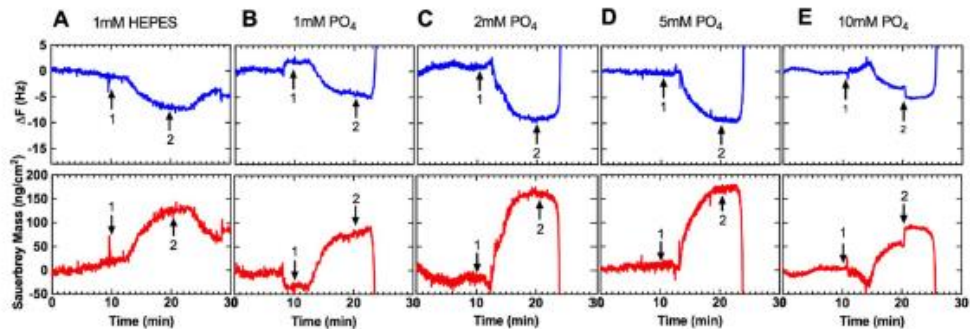 A 1mM HEPES B 1mM PO4 C 2mM PO4 D 5mM PO4 E 10mM PO4
ΔF (Hz)
5
0
-5
-10
-15
1 2 1 2 1 2 1 2 1 2
Sauerbrey Mass (ng/cm²)
200
150
100
50
0
-50
1 2 1 2 1 2 1 2 1 2
0 10 20 30 10 20 30 10 20 30 10 20 30 10 20 30
Time (min) Time (min) Time (min) Time (min) Time (min)